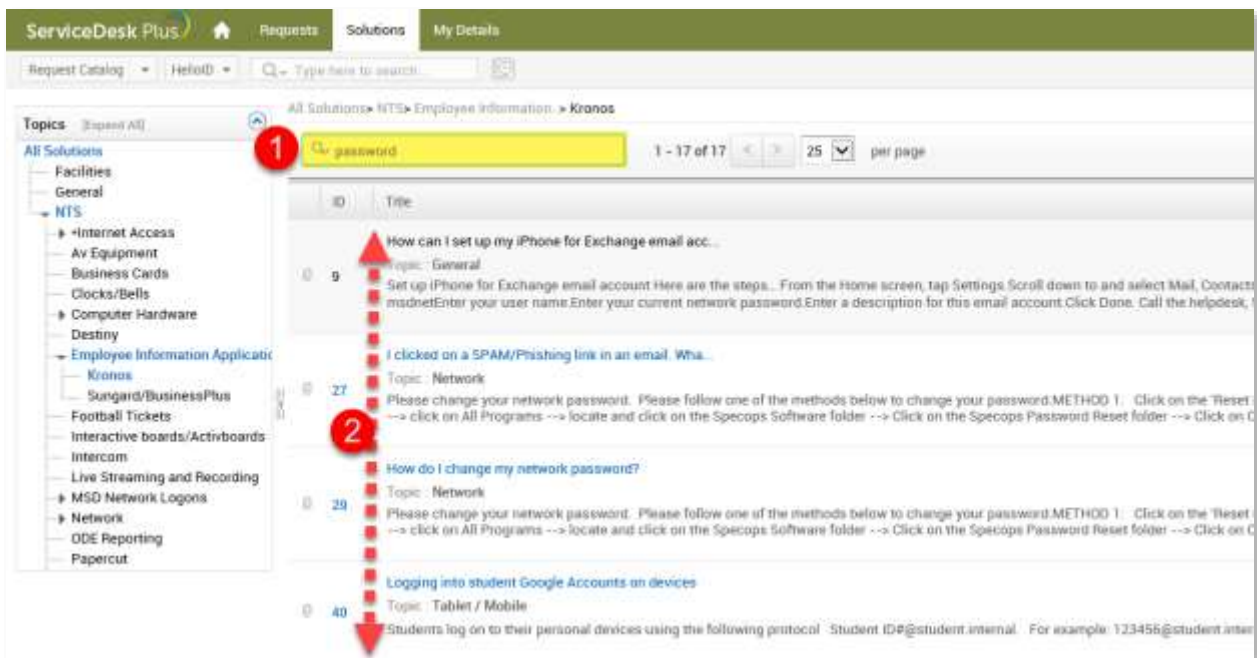 ServiceDesk Plus Requests Solutions My Details
Request Catalog HelloID Type here to search...
Topics [Expand All]
All Solutions
Facilities
General
NTS
+Internet Access
Av Equipment
Business Cards
Clocks/Bells
Computer Hardware
Destiny
Employee Information Applicatic
Kronos
Sungard/BusinessPlus
Football Tickets
Interactive boards/Activboards
Intercom
Live Streaming and Recording
MSD Network Logons
Network
ODE Reporting
Papercut
All Solutions> NTS> Employee Information > Kronos
1 password 1 - 17 of 17 < > 25 per page
ID Title
How can I set up my iPhone for Exchange email acc...
Topic : General
9
Set up iPhone for Exchange email account Here are the steps... From the Home screen, tap Settings.Scroll down to and select Mail, Contacts
msdnetEnter your user name.Enter your current network password.Enter a description for this email account.Click Done. Call the helpdesk,
I clicked on a SPAM/Phishing link in an email. Wha...
Topic : Network
27
Please change your network password. Please follow one of the methods below to change your password.METHOD 1: Click on the 'Reset
--> click on All Programs --> locate and click on the Specops Software folder --> Click on the Specops Password Reset folder --> Click on
2
How do I change my network password?
Topic : Network
29
Please change your network password. Please follow one of the methods below to change your password.METHOD 1: Click on the 'Reset
--> click on All Programs --> locate and click on the Specops Software folder --> Click on the Specops Password Reset folder --> Click on
Logging into student Google Accounts on devices
Topic : Tablet / Mobile
40
Students log on to their personal devices using the following protocol Student ID#@student.internal. For example: 123456@student.inter